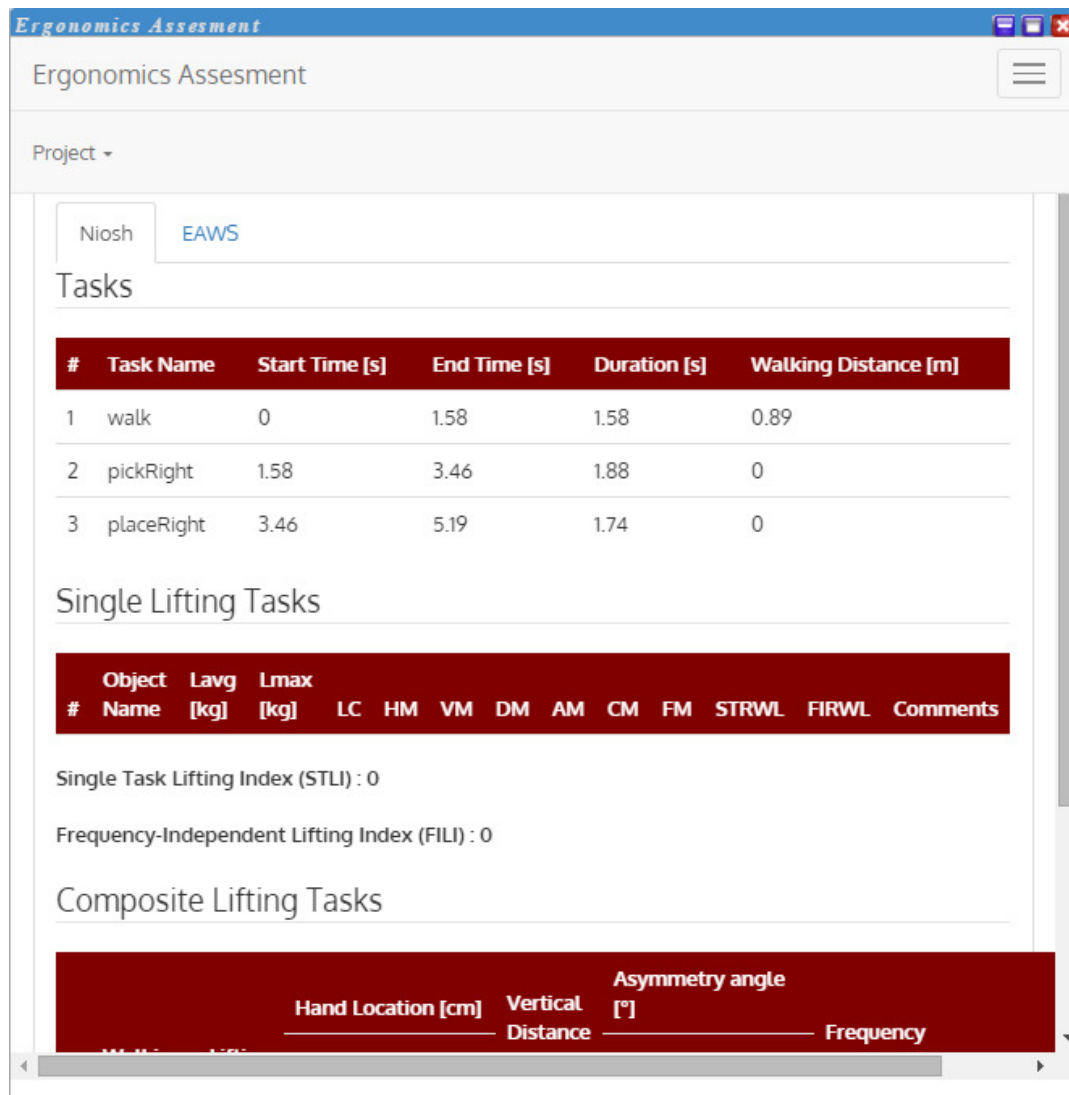 Ergonomics Assesment
Ergonomics Assesment
Project
Niosh EAWS
Tasks
# Task Name Start Time [s] End Time [s] Duration [s] Walking Distance [m]
1 walk 0 1.58 1.58 0.89
2 pickRight 1.58 3.46 1.88 0
3 placeRight 3.46 5.19 1.74 0
Single Lifting Tasks
Object Lavg Lmax
# Name [kg] [kg] LC HM VM DM AM CM FM STRWL FIRWL Comments
Single Task Lifting Index (STLI) : 0
Frequency-Independent Lifting Index (FILI) : 0
Composite Lifting Tasks
Asymmetry angle
Hand Location [cm] Vertical [°]
Distance Frequency